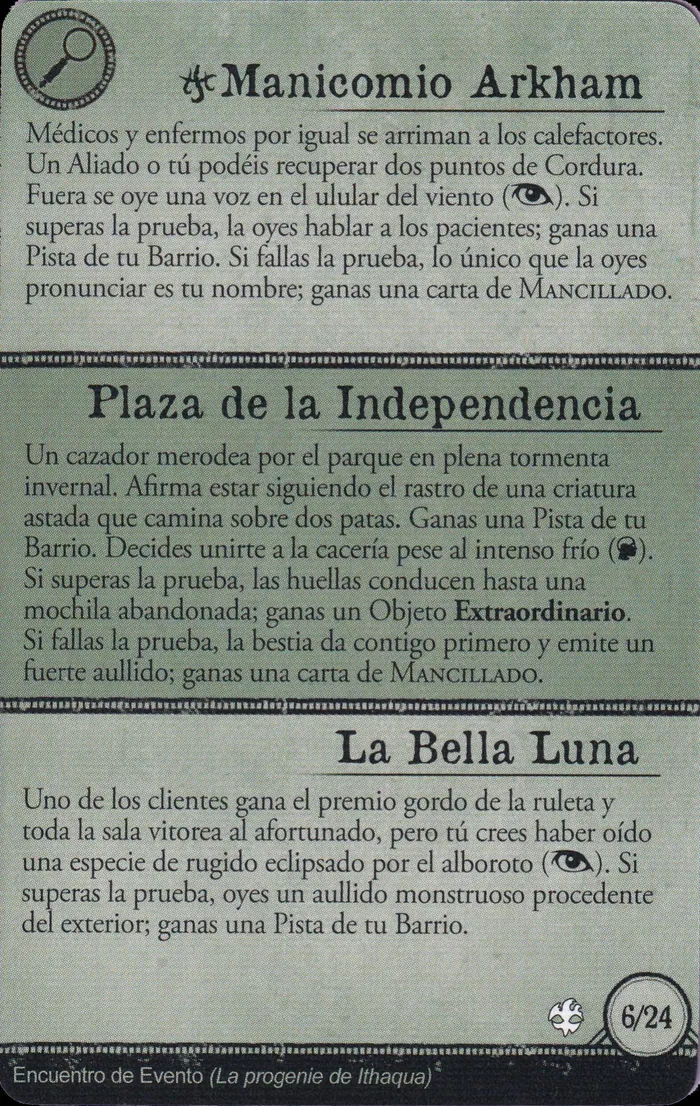 Manicomio Arkham
Médicos y enfermos por igual se arriman a los calefactores.
Un Aliado o tú podéis recuperar dos puntos de Cordura.
Fuera se oye una voz en el ulular del viento (). Si
superas la prueba, la oyes hablar a los pacientes; ganas una
Pista de tu Barrio. Si fallas la prueba, lo único que la oyes
pronunciar es tu nombre; ganas una carta de MANCILLADO.
Plaza de la Independencia
Un cazador merodea por el parque en plena tormenta
invernal. Afirma estar siguiendo el rastro de una criatura
astada que camina sobre dos patas. Ganas una Pista de tu
Barrio. Decides unirte a la cacería pese al intenso frío ().
Si superas la prueba, las huellas conducen hasta una
mochila abandonada; ganas un Objeto Extraordinario.
Si fallas la prueba, la bestia da contigo primero y emite un
fuerte aullido; ganas una carta de MANCILLADO.
La Bella Luna
Uno de los clientes gana el premio gordo de la ruleta y
toda la sala vitorea al afortunado, pero tú crees haber oído
una especie de rugido eclipsado por el alboroto (). Si
superas la prueba, oyes un aullido monstruoso procedente
del exterior; ganas una Pista de tu Barrio.
6/24
Encuentro de Evento (La progenie de Ithaqua)